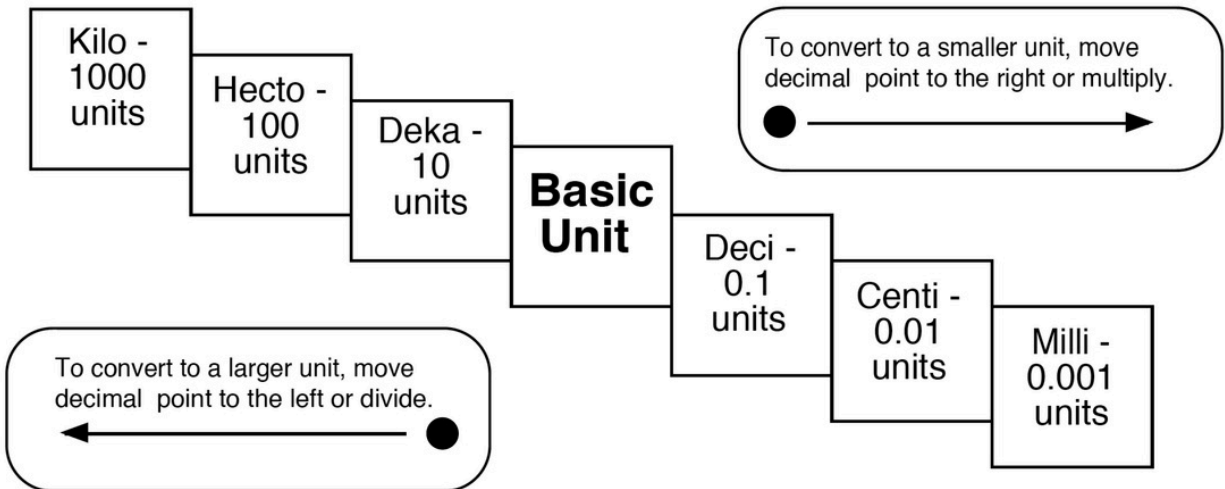 Kilo -
1000
units
Hecto -
100
units
Deka -
10
units
Basic
Unit
Deci -
0.1
units
Centi -
0.01
units
Milli -
0.001
units
To convert to a smaller unit, move
decimal point to the right or multiply.
To convert to a larger unit, move
decimal point to the left or divide.